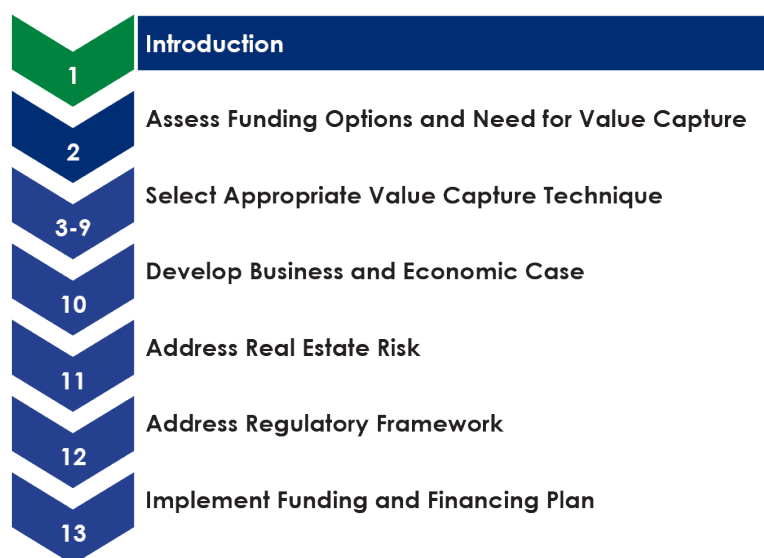 Introduction
1
Assess Funding Options and Need for Value Capture
2
Select Appropriate Value Capture Technique
3-9
Develop Business and Economic Case
10
Address Real Estate Risk
11
Address Regulatory Framework
12
Implement Funding and Financing Plan
13